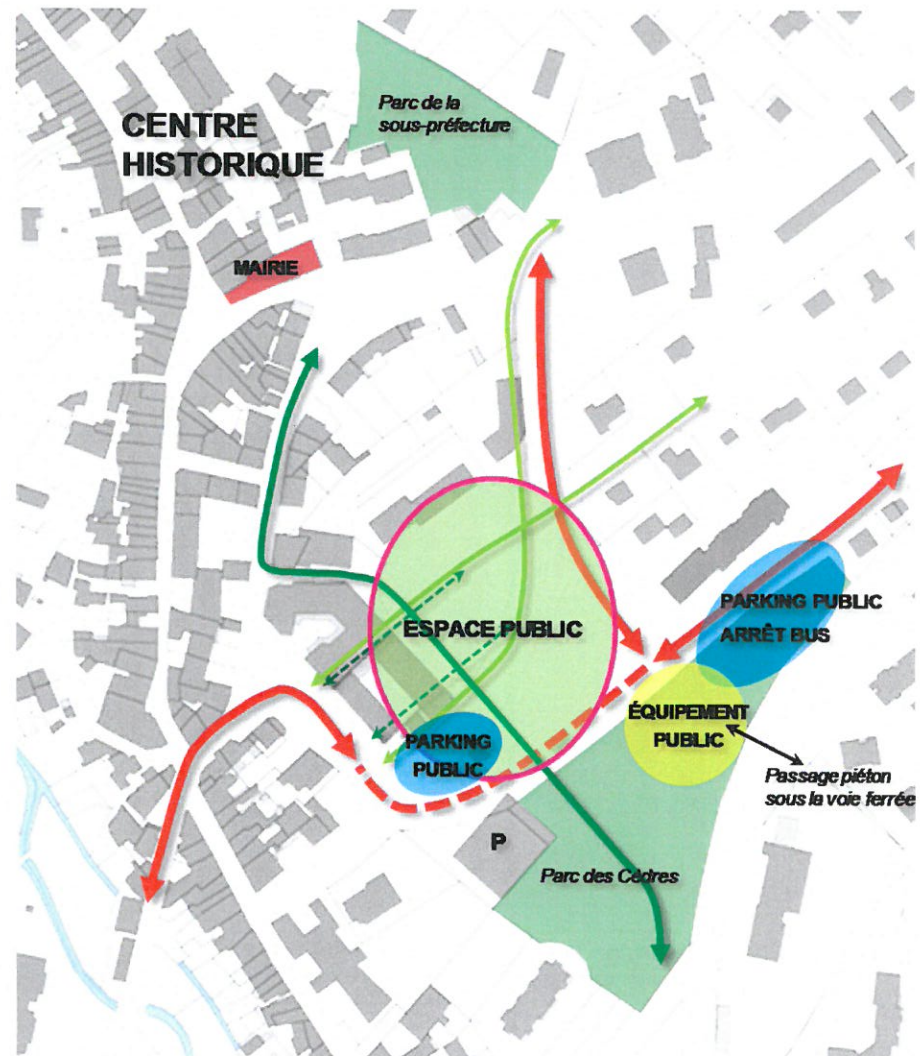 Parc de la
sous-préfecture
CENTRE
HISTORIQUE
MAIRIE
ESPACE PUBLIC
PARKING PUBLIC
ARRÊT BUS
ÉQUIPEMENT
PUBLIC
PARKING
PUBLIC
Passage piéton
sous la voie ferrée
P
Parc des Cèdres